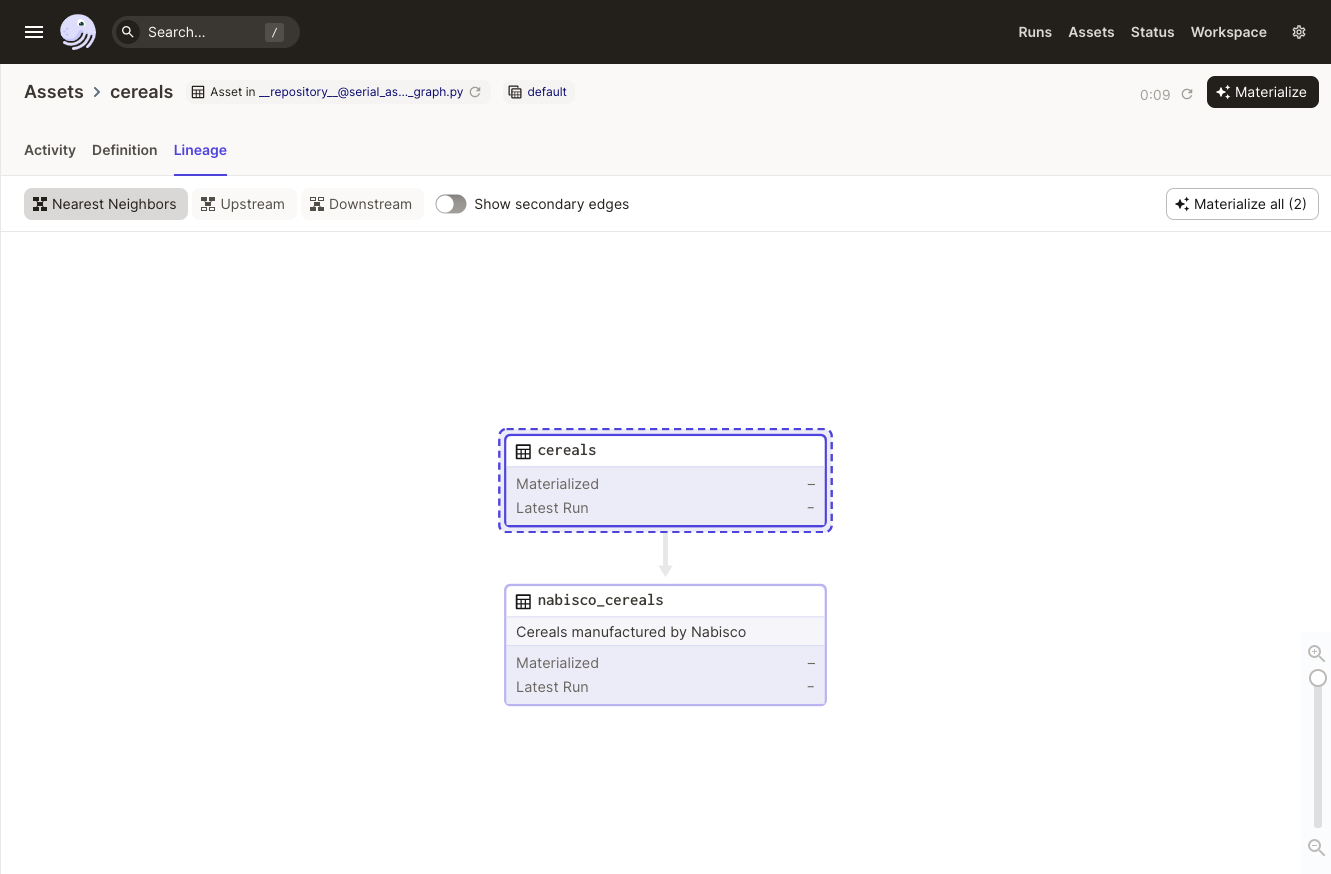 Search... /
Runs Assets Status Workspace
Assets > cereals Asset in __repository__@serial_as..._graph.py default
0:09 Materialize
Activity Definition Lineage
Nearest Neighbors Upstream Downstream Show secondary edges Materialize all (2)
cereals
Materialized –
Latest Run –
nabisco_cereals
Cereals manufactured by Nabisco
Materialized –
Latest Run –